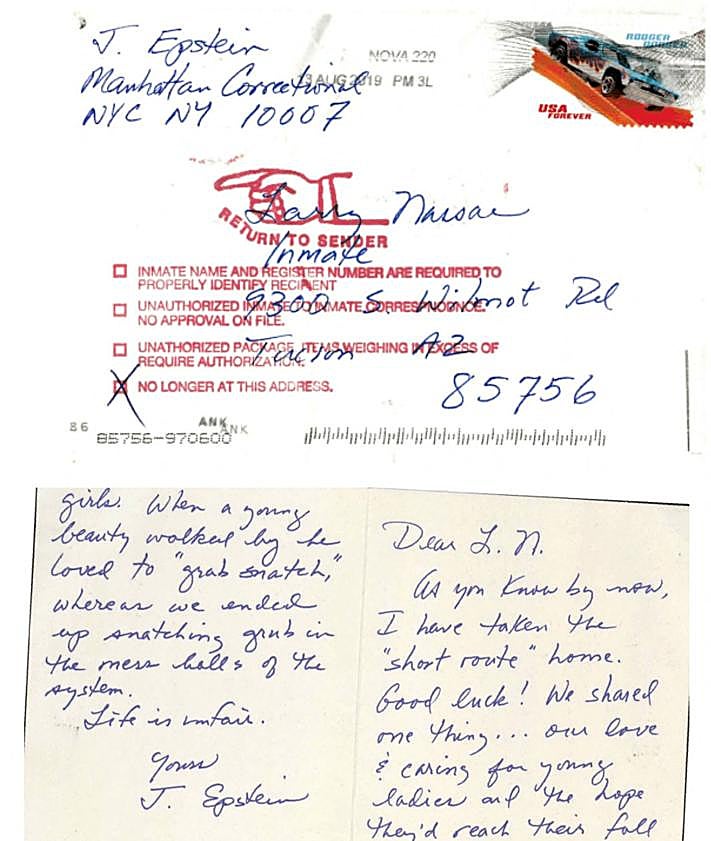 J. Epstein
Manhattan Correctional
NYC NY 10007
NOVA 220
13 AUG 2019 PM 3L
USA
FOREVER
Larry Nassar
Inmate
9300 S. Wilmot Rd
Tucson AZ
85756
RETURN TO SENDER
INMATE NAME AND REGISTER NUMBER ARE REQUIRED TO
PROPERLY IDENTIFY RECIPIENT
UNAUTHORIZED INMATE TO INMATE CORRESPONDENCE.
NO APPROVAL ON FILE.
UNATHORIZED PACKAGE, ITEMS WEIGHING IN EXCESS OF
REQUIRE AUTHORIZATION.
X NO LONGER AT THIS ADDRESS.
86
ANK
ANK
85756-970600
girls. When a young
beauty walked by he
loved to "grab snatch,"
whereas we ended
up snatching grub in
the mess halls of the
system.
Life is unfair.
Yours
J. Epstein
Dear L. N.
As you know by now,
I have taken the
"short route" home.
Good luck! We shared
one thing... our love
& caring for young
ladies and the hope
they'd reach their full